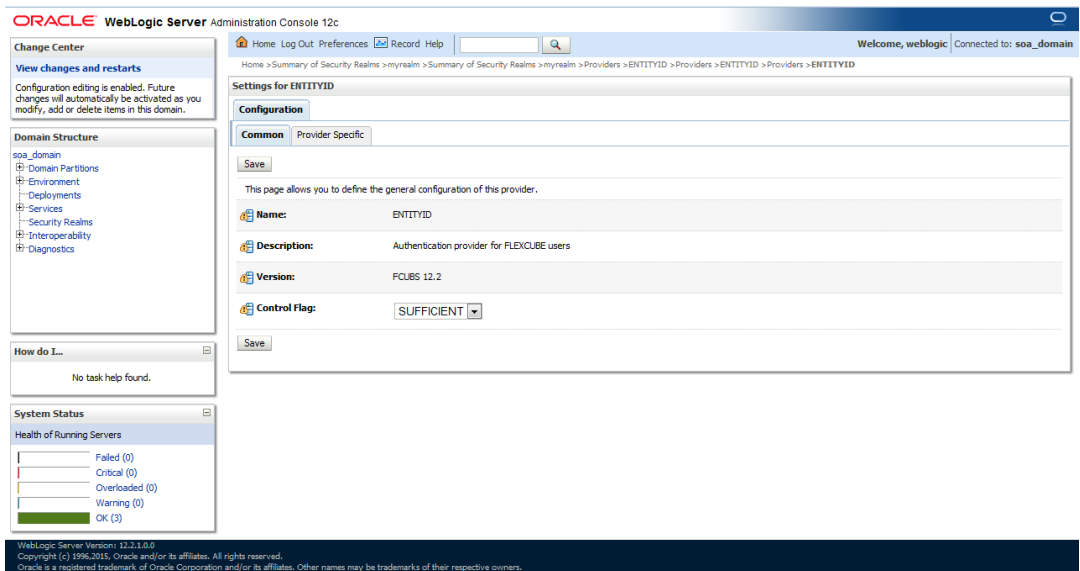 ORACLE WebLogic Server Administration Console 12c
Change Center
View changes and restarts
Configuration editing is enabled. Future
changes will automatically be activated as you
modify, add or delete items in this domain.
Domain Structure
soa_domain
Domain Partitions
Environment
Deployments
Services
Security Realms
Interoperability
Diagnostics
How do I...
No task help found.
System Status
Health of Running Servers
Failed (0)
Critical (0)
Overloaded (0)
Warning (0)
OK (3)
Home Log Out Preferences Record Help
Welcome, weblogic Connected to: soa_domain
Home >Summary of Security Realms >myrealm >Summary of Security Realms >myrealm >Providers >ENTITYID >Providers >ENTITYID >Providers >ENTITYID
Settings for ENTITYID
Configuration
Common Provider Specific
Save
This page allows you to define the general configuration of this provider.
Name: ENTITYID
Description: Authentication provider for FLEXCUBE users
Version: FCUBS 12.2
Control Flag: SUFFICIENT
Save
WebLogic Server Version: 12.2.1.0.0
Copyright (c) 1996,2015, Oracle and/or its affiliates. All rights reserved.
Oracle is a registered trademark of Oracle Corporation and/or its affiliates. Other names may be trademarks of their respective owners.